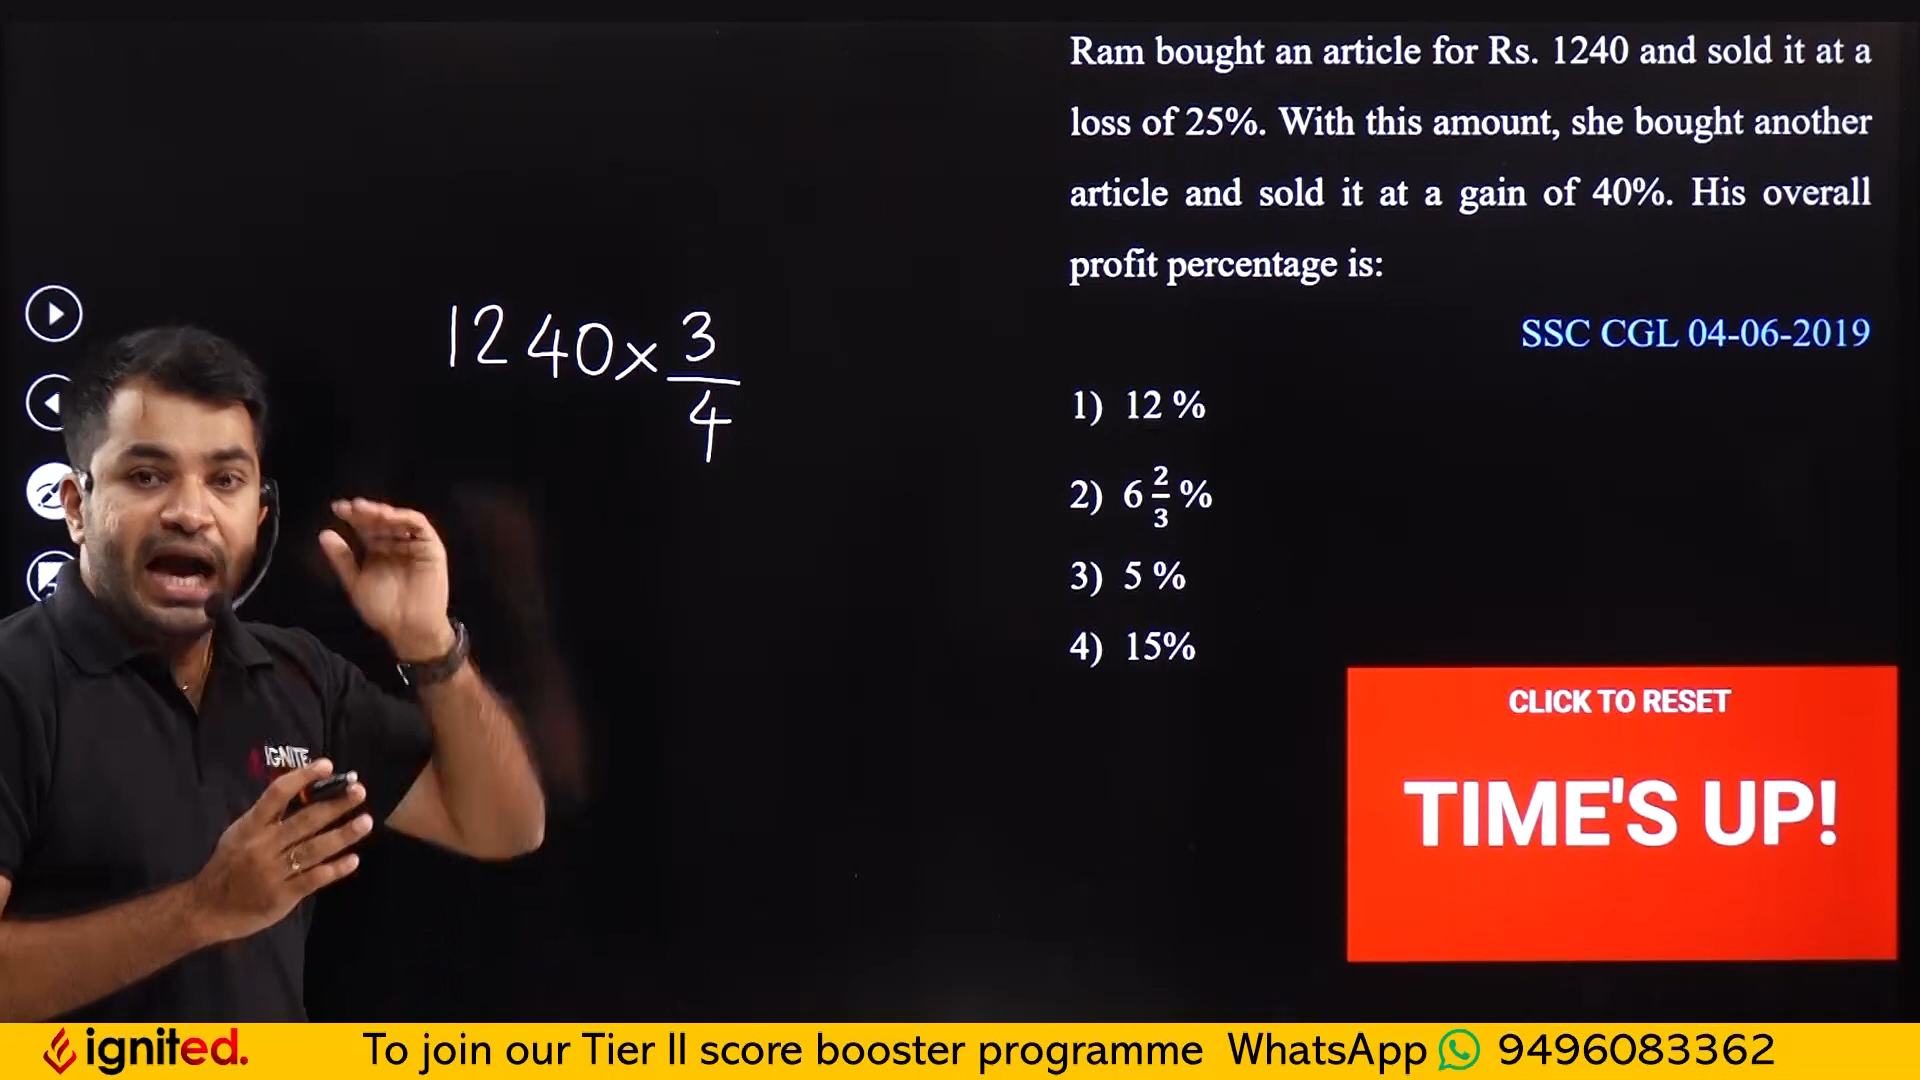 Ram bought an article for Rs. 1240 and sold it at a
loss of 25%. With this amount, she bought another
article and sold it at a gain of 40%. His overall
profit percentage is:
SSC CGL 04-06-2019
1) 12 %
2) 6 2/3 %
3) 5 %
4) 15%
1240 × 3/4
CLICK TO RESET
TIME'S UP!
IGNITE
ignited.
To join our Tier II score booster programme WhatsApp 9496083362